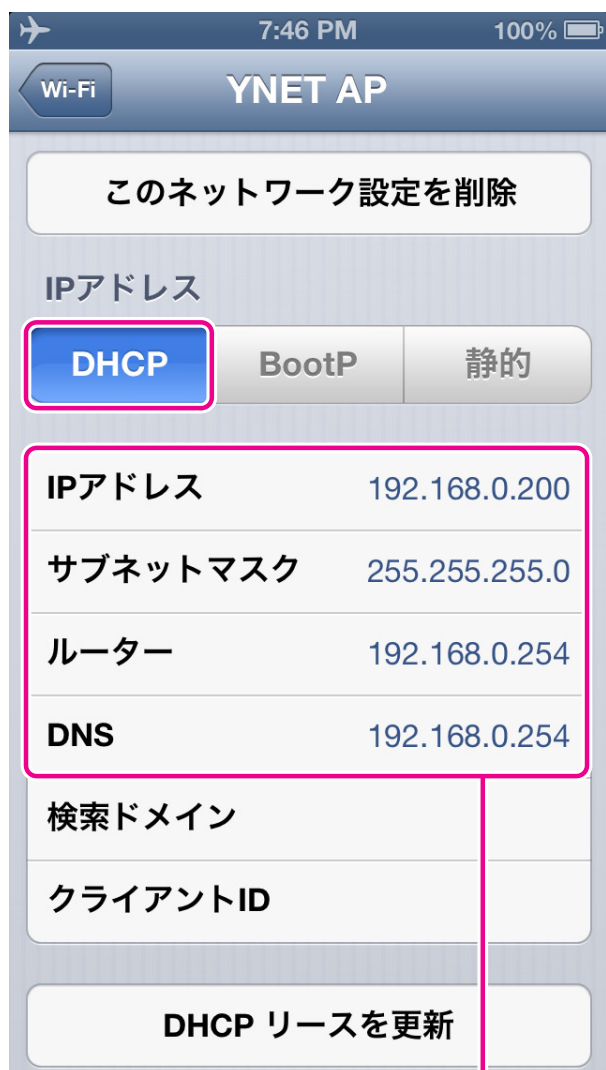 7:46 PM 100%
Wi-Fi YNET AP
このネットワーク設定を削除
IPアドレス
DHCP BootP 静的
IPアドレス 192.168.0.200
サブネットマスク 255.255.255.0
ルーター 192.168.0.254
DNS 192.168.0.254
検索ドメイン
クライアントID
DHCP リースを更新